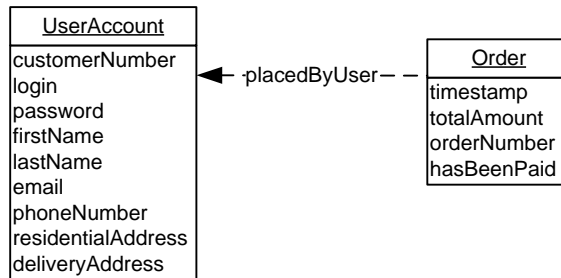 UserAccount
customerNumber
login
password
firstName
lastName
email
phoneNumber
residentialAddress
deliveryAddress
placedByUser
Order
timestamp
totalAmount
orderNumber
hasBeenPaid